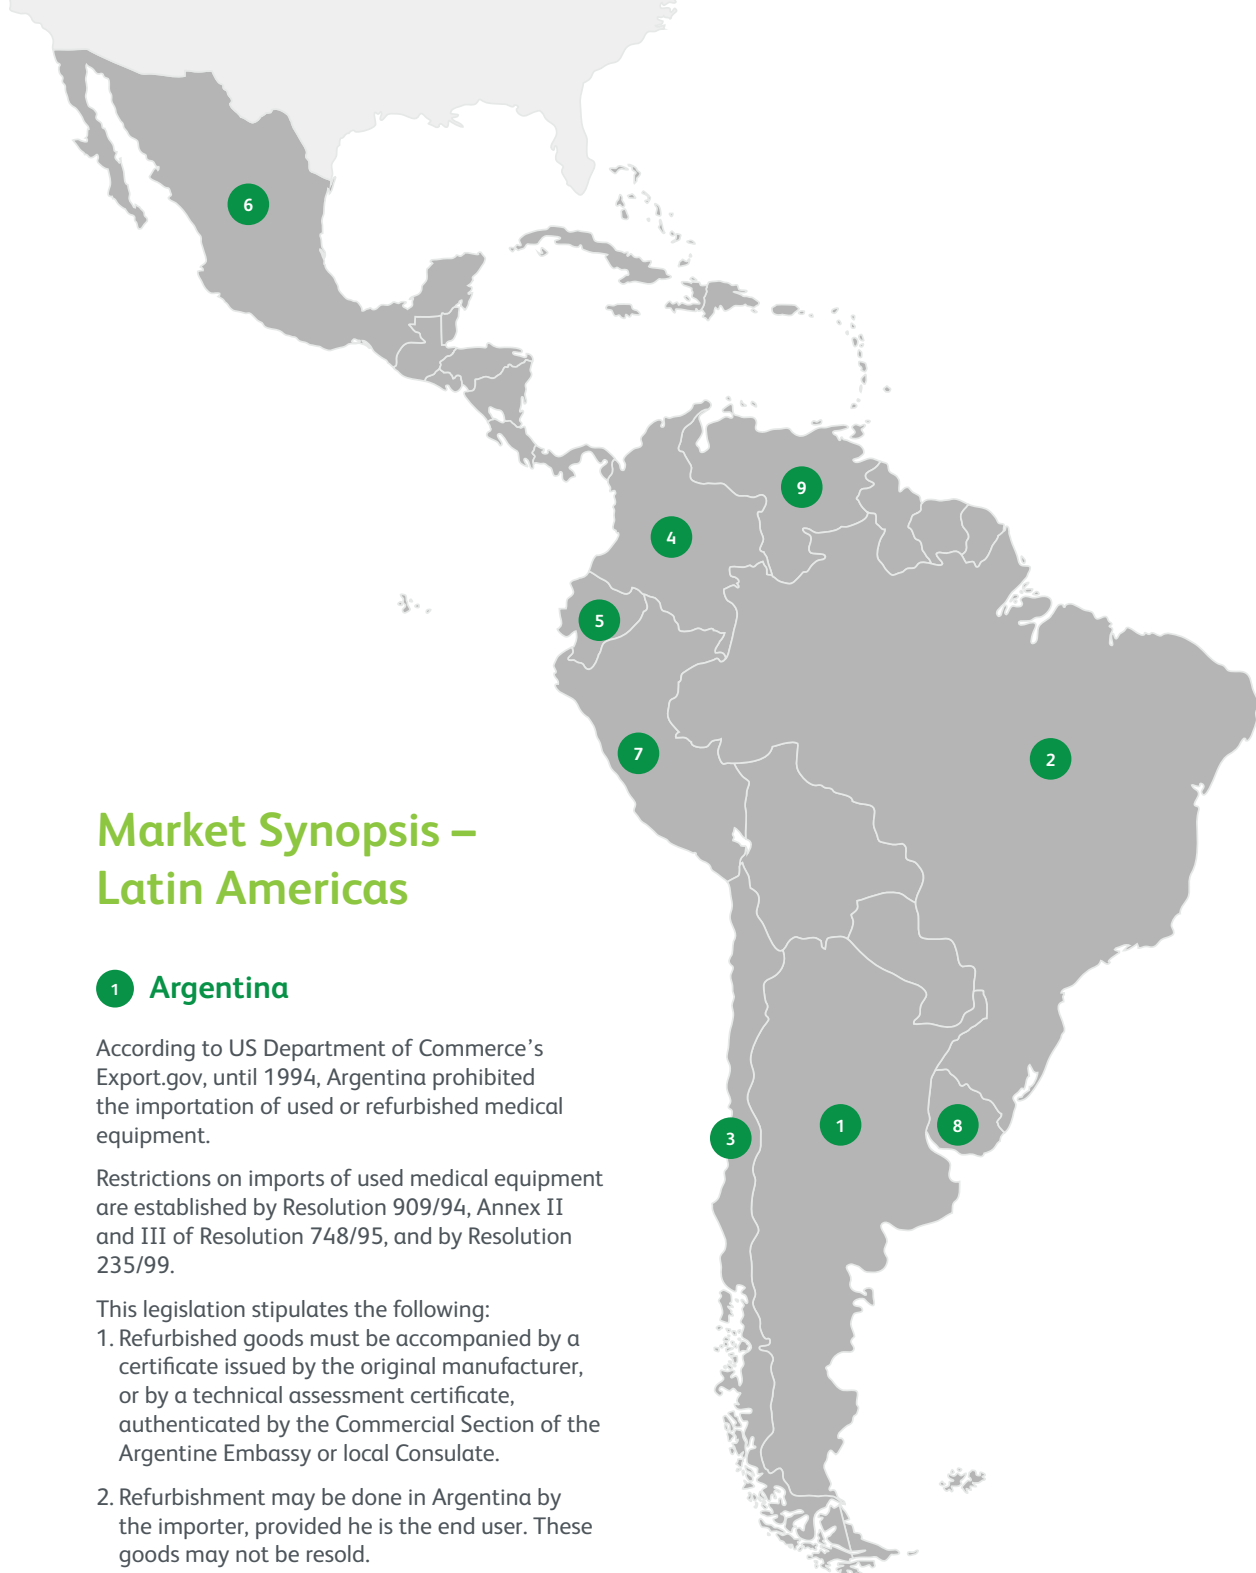 6
9
4
5
7
2
3
1
8
Market Synopsis –
Latin Americas
1 Argentina
According to US Department of Commerce’s
Export.gov, until 1994, Argentina prohibited
the importation of used or refurbished medical
equipment.
Restrictions on imports of used medical equipment
are established by Resolution 909/94, Annex II
and III of Resolution 748/95, and by Resolution
235/99.
This legislation stipulates the following:
1. Refurbished goods must be accompanied by a
certificate issued by the original manufacturer,
or by a technical assessment certificate,
authenticated by the Commercial Section of the
Argentine Embassy or local Consulate.
2. Refurbishment may be done in Argentina by
the importer, provided he is the end user. These
goods may not be resold.